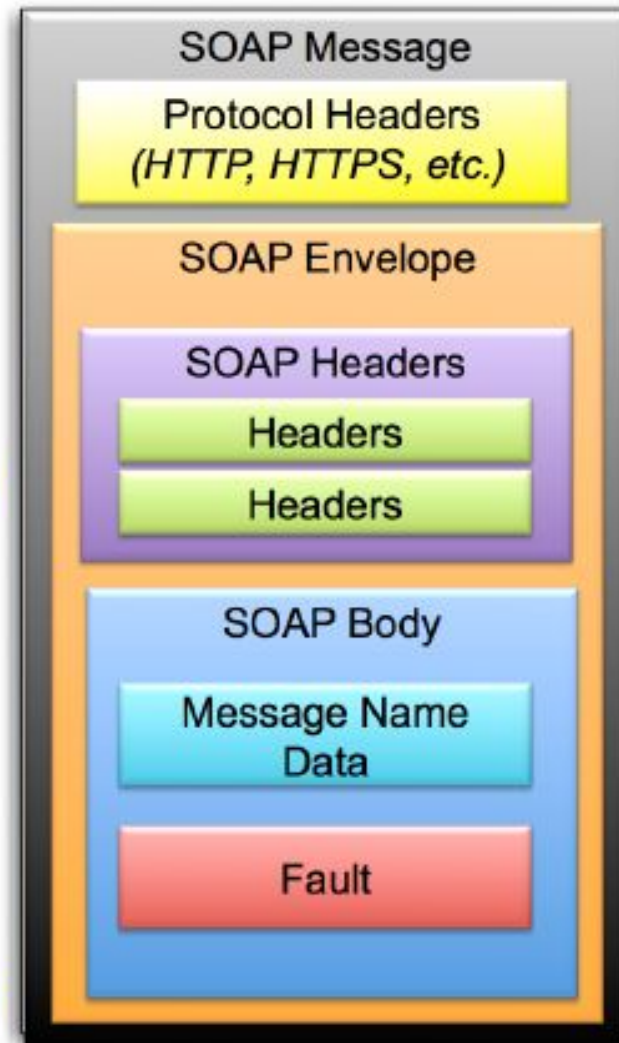 SOAP Message
Protocol Headers
(HTTP, HTTPS, etc.)
SOAP Envelope
SOAP Headers
Headers
Headers
SOAP Body
Message Name
Data
Fault